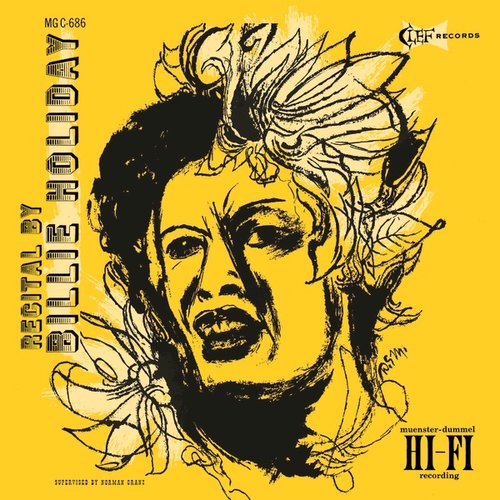 MG C-686
CLEF RECORDS
RECITAL BY
BILLIE HOLIDAY
muenster-dummel
HI-FI
recording
SUPERVISED BY NORMAN GRANZ